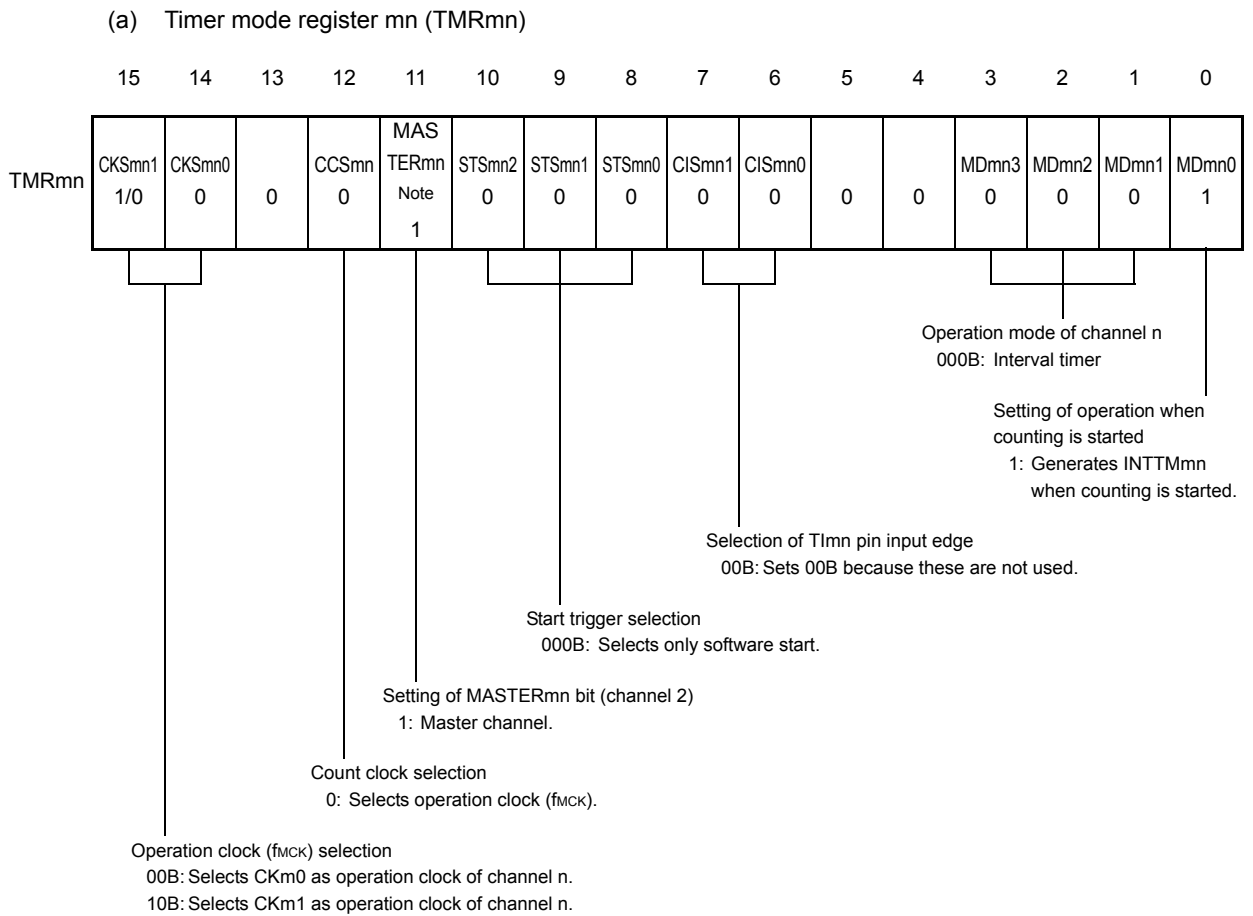 (a) Timer mode register mn (TMRmn)
15 14 13 12 11 10 9 8 7 6 5 4 3 2 1 0
TMRmn
CKSmn1 CKSmn0 CCSmn MAS TERmn Note STSmn2 STSmn1 STSmn0 CISmn1 CISmn0 MDmn3 MDmn2 MDmn1 MDmn0
1/0 0 0 0 1 0 0 0 0 0 0 0 0 0 0 1
Operation mode of channel n
000B: Interval timer
Setting of operation when
counting is started
1: Generates INTTMmn
when counting is started.
Selection of TImn pin input edge
00B: Sets 00B because these are not used.
Start trigger selection
000B: Selects only software start.
Setting of MASTERmn bit (channel 2)
1: Master channel.
Count clock selection
0: Selects operation clock (fMCK).
Operation clock (fMCK) selection
00B: Selects CKm0 as operation clock of channel n.
10B: Selects CKm1 as operation clock of channel n.